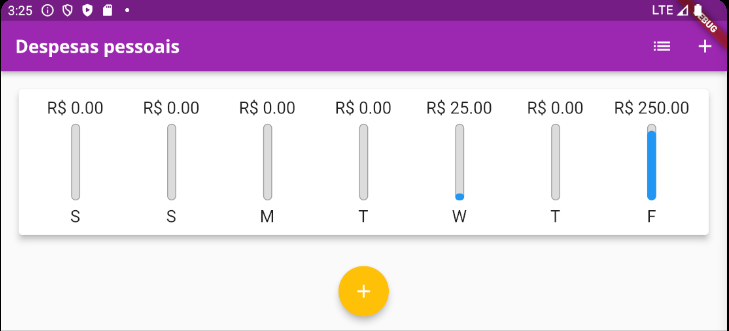 3:25 LTE
DEBUG
Despesas pessoais
R$ 0.00 R$ 0.00 R$ 0.00 R$ 0.00 R$ 25.00 R$ 0.00 R$ 250.00
S S M T W T F